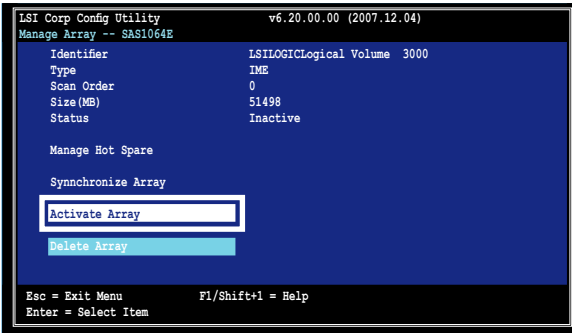 LSI Corp Config Utility v6.20.00.00 (2007.12.04)
Manage Array -- SAS1064E
Identifier LSILOGICLogical Volume 3000
Type IME
Scan Order 0
Size(MB) 51498
Status Inactive
Manage Hot Spare
Synnchronize Array
Activate Array
Delete Array
Esc = Exit Menu F1/Shift+1 = Help
Enter = Select Item